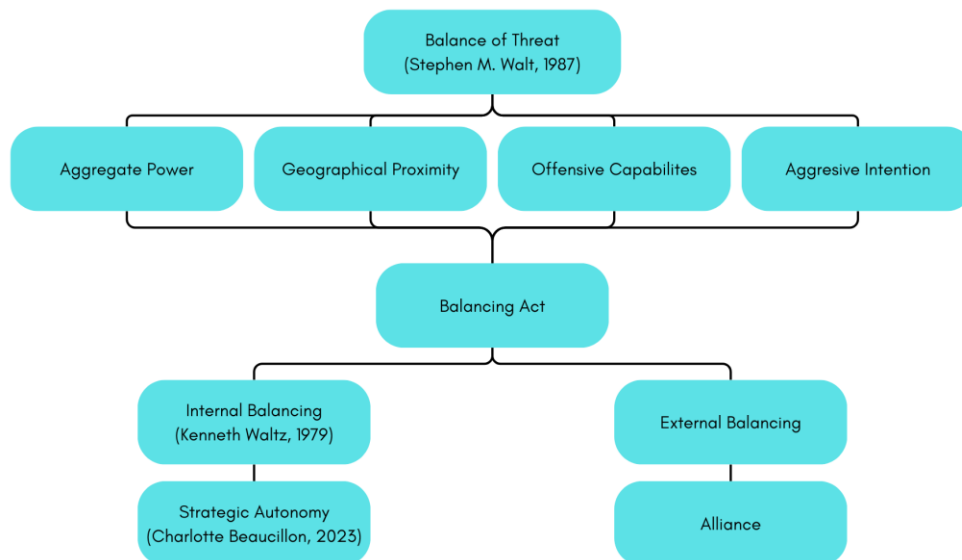 Balance of Threat
(Stephen M. Walt, 1987)
Aggregate Power
Geographical Proximity
Offensive Capabilites
Aggresive Intention
Balancing Act
Internal Balancing
(Kenneth Waltz, 1979)
External Balancing
Strategic Autonomy
(Charlotte Beaucillon, 2023)
Alliance